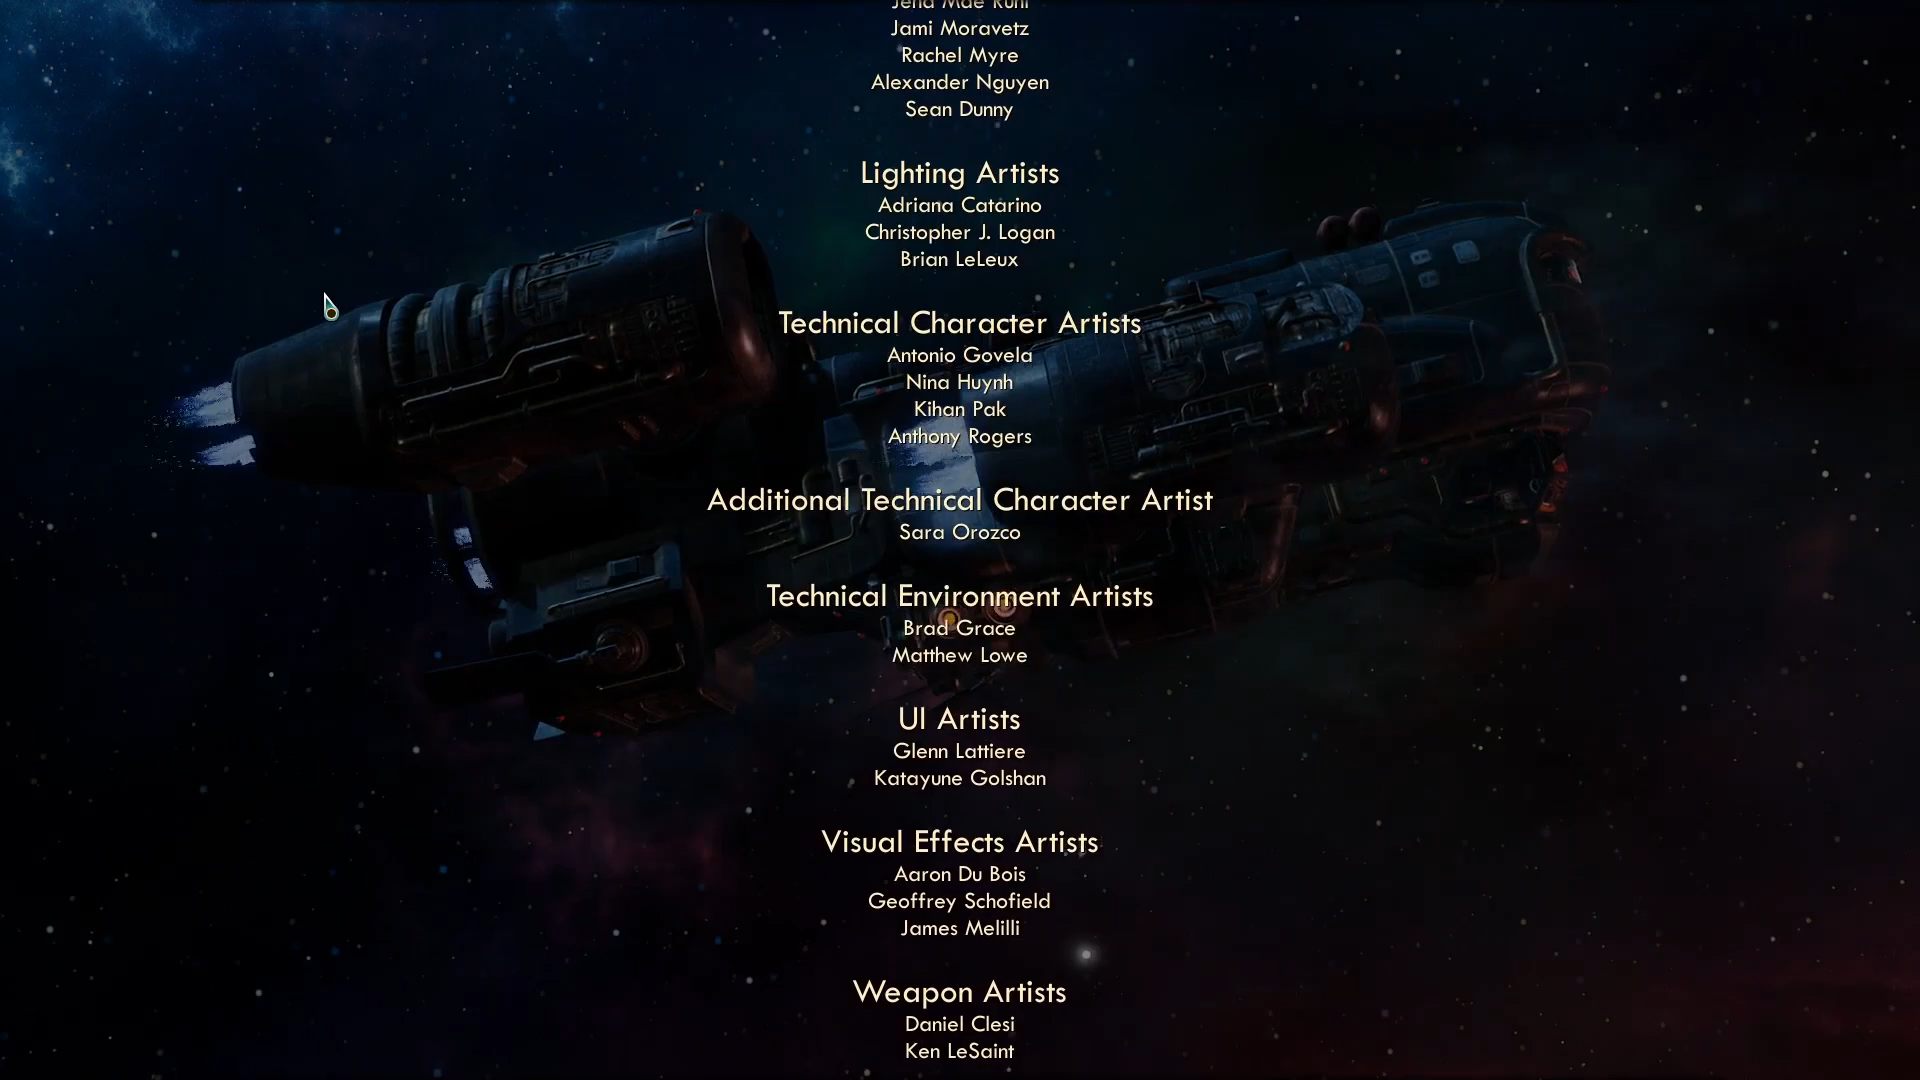 Jami Moravetz
Rachel Myre
Alexander Nguyen
Sean Dunny
Lighting Artists
Adriana Catarino
Christopher J. Logan
Brian LeLeux
Technical Character Artists
Antonio Govela
Nina Huynh
Kihan Pak
Anthony Rogers
Additional Technical Character Artist
Sara Orozco
Technical Environment Artists
Brad Grace
Matthew Lowe
UI Artists
Glenn Lattiere
Katayune Golshan
Visual Effects Artists
Aaron Du Bois
Geoffrey Schofield
James Melilli
Weapon Artists
Daniel Clesi
Ken LeSaint